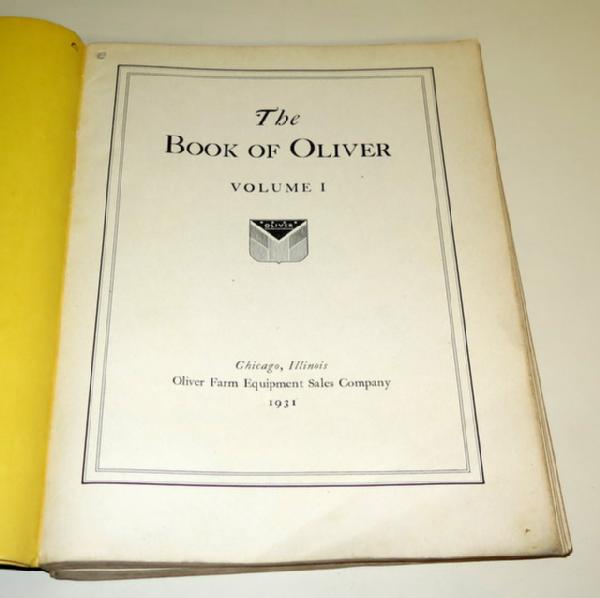 The
BOOK OF OLIVER
VOLUME I
OLIVER
Chicago, Illinois
Oliver Farm Equipment Sales Company
1931